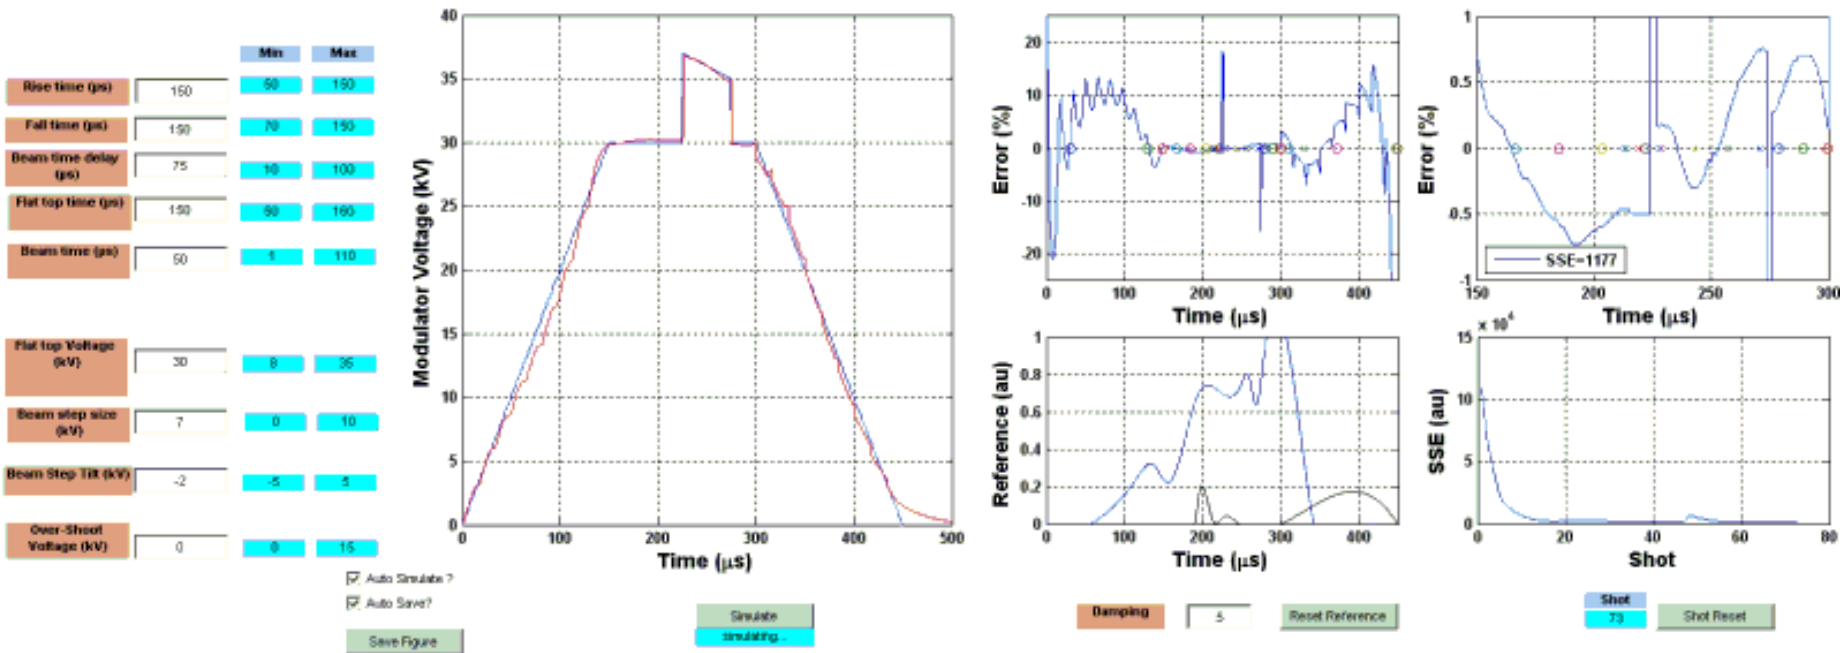 Min Max
Rise time (µs) 150 50 150
Fall time (µs) 150 70 150
Beam time delay
(µs) 75 10 100
Flat top time (µs) 150 50 160
Beam time (µs) 50 1 110
Flat top Voltage
(kV) 30 8 35
Beam step size
(kV) 7 0 10
Beam Step Tilt (kV) -2 -5 5
Over-Shoot
Voltage (kV) 0 0 15
Auto Simulate ?
Auto Save?
Save Figure
Modulator Voltage (kV)
40
35
30
25
20
15
10
5
0
0 100 200 300 400 500
Time (µs)
Simulate
simulating...
Error (%)
20
10
0
-10
-20
0 100 200 300 400
Time (µs)
Error (%)
1
0.5
0
-0.5
-1
SSE=1177
150 200 250 300
Time (µs)
Reference (au)
1
0.8
0.6
0.4
0.2
0
0 100 200 300 400
Time (µs)
Damping .5 Reset Reference
x 10⁴
SSE (au)
15
10
5
0
0 20 40 60 80
Shot
Shot
73
Shot Reset